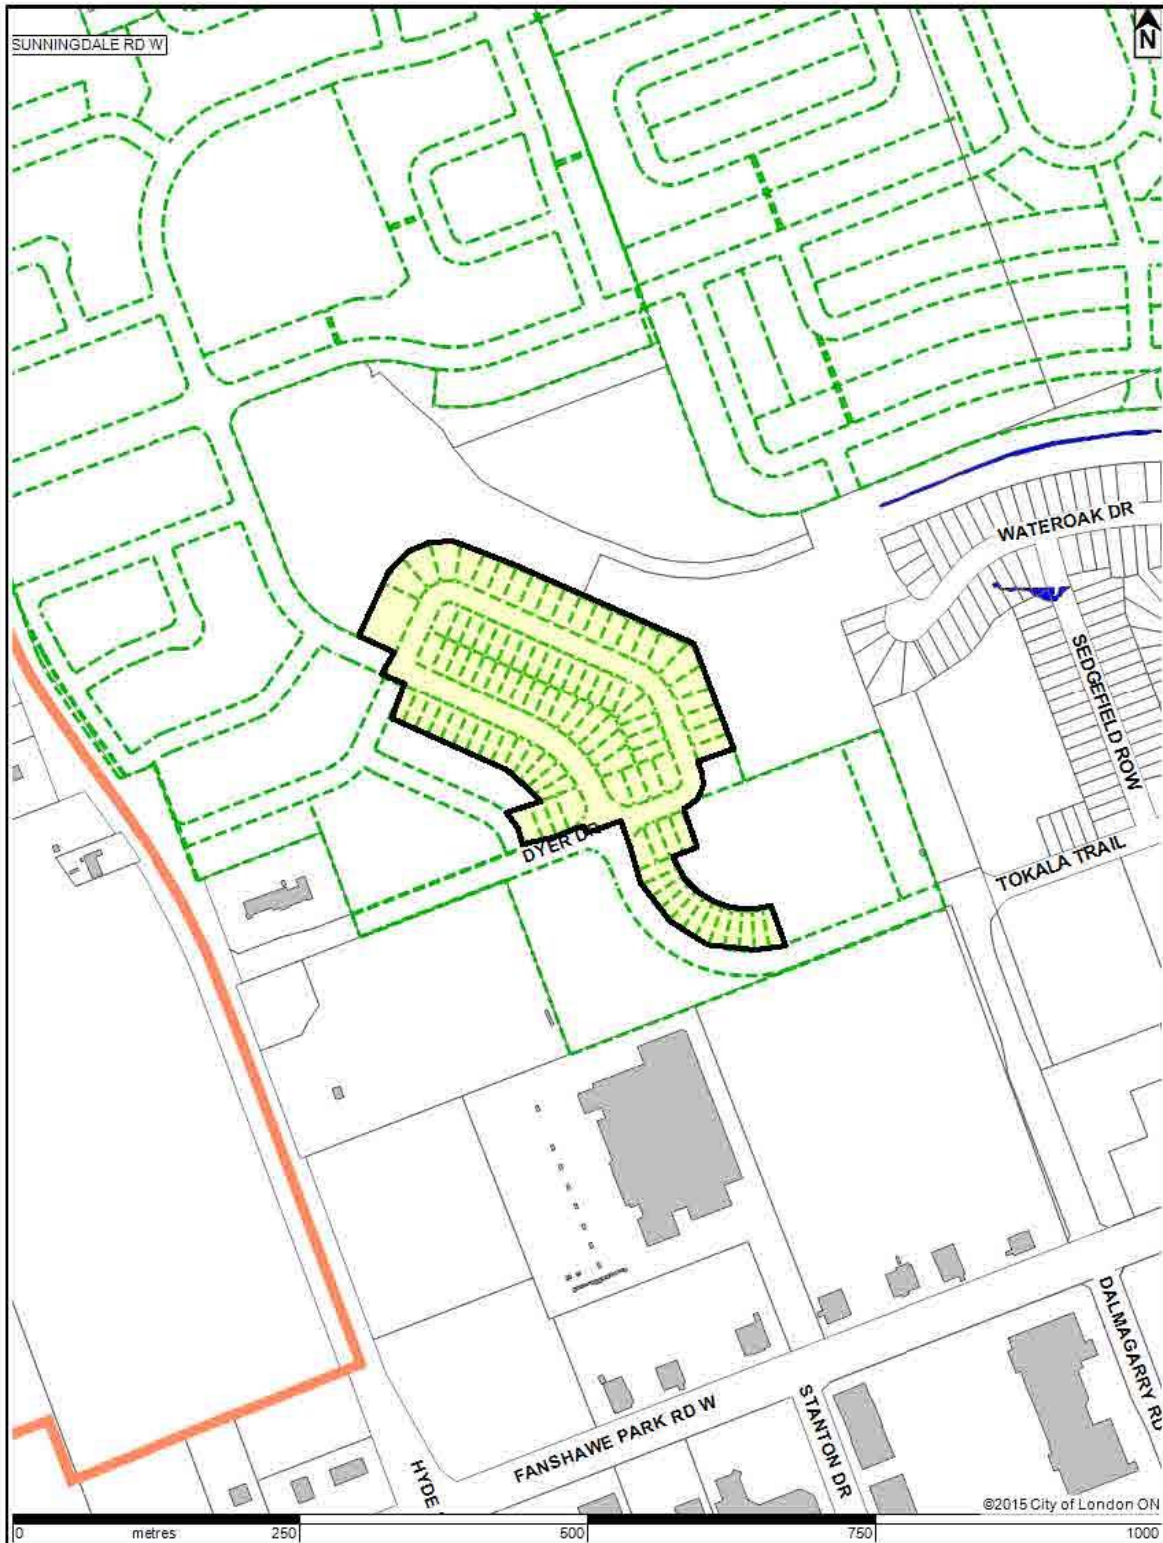 SUNNINGDALE RD W
N
WATEROAK DR
SEDGEFIELD ROW
DYER DR
TOKALA TRAIL
DALMAGARRY RD
STANTON DR
FANSHAWE PARK RD W
HYDE
©2015 City of London ON
0 metres 250 500 750 1000